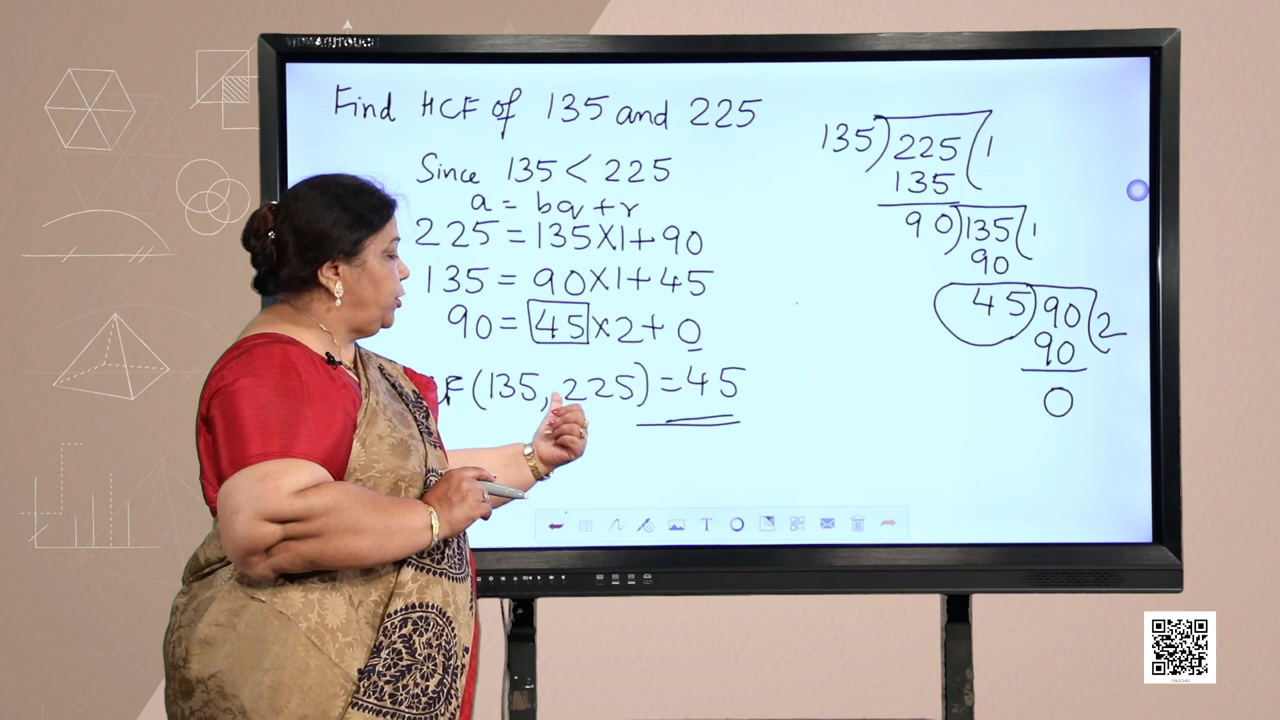 Find HCF of 135 and 225
Since 135 < 225
a = bq + r
225 = 135 X 1 + 90
135 = 90 X 1 + 45
90 = 45 × 2 + 0
F (135, 225) = 45
135) 225 ( 1
135
90) 135 ( 1
90
45) 90 ( 2
90
0